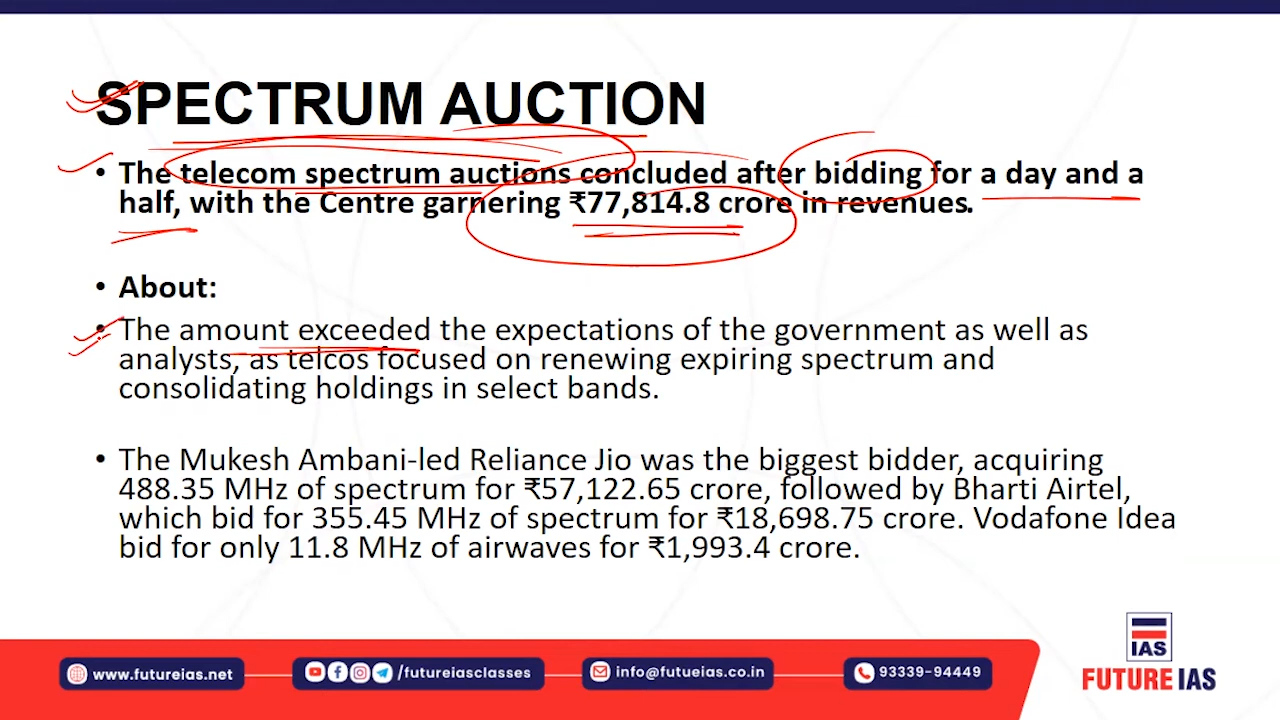 SPECTRUM AUCTION
• The telecom spectrum auctions concluded after bidding for a day and a
half, with the Centre garnering ₹77,814.8 crore in revenues.
• About:
• The amount exceeded the expectations of the government as well as
analysts, as telcos focused on renewing expiring spectrum and
consolidating holdings in select bands.
• The Mukesh Ambani-led Reliance Jio was the biggest bidder, acquiring
488.35 MHz of spectrum for ₹57,122.65 crore, followed by Bharti Airtel,
which bid for 355.45 MHz of spectrum for ₹18,698.75 crore. Vodafone Idea
bid for only 11.8 MHz of airwaves for ₹1,993.4 crore.
www.futureias.net
/futureiasclasses
info@futueias.co.in
93339-94449
IAS
FUTURE IAS